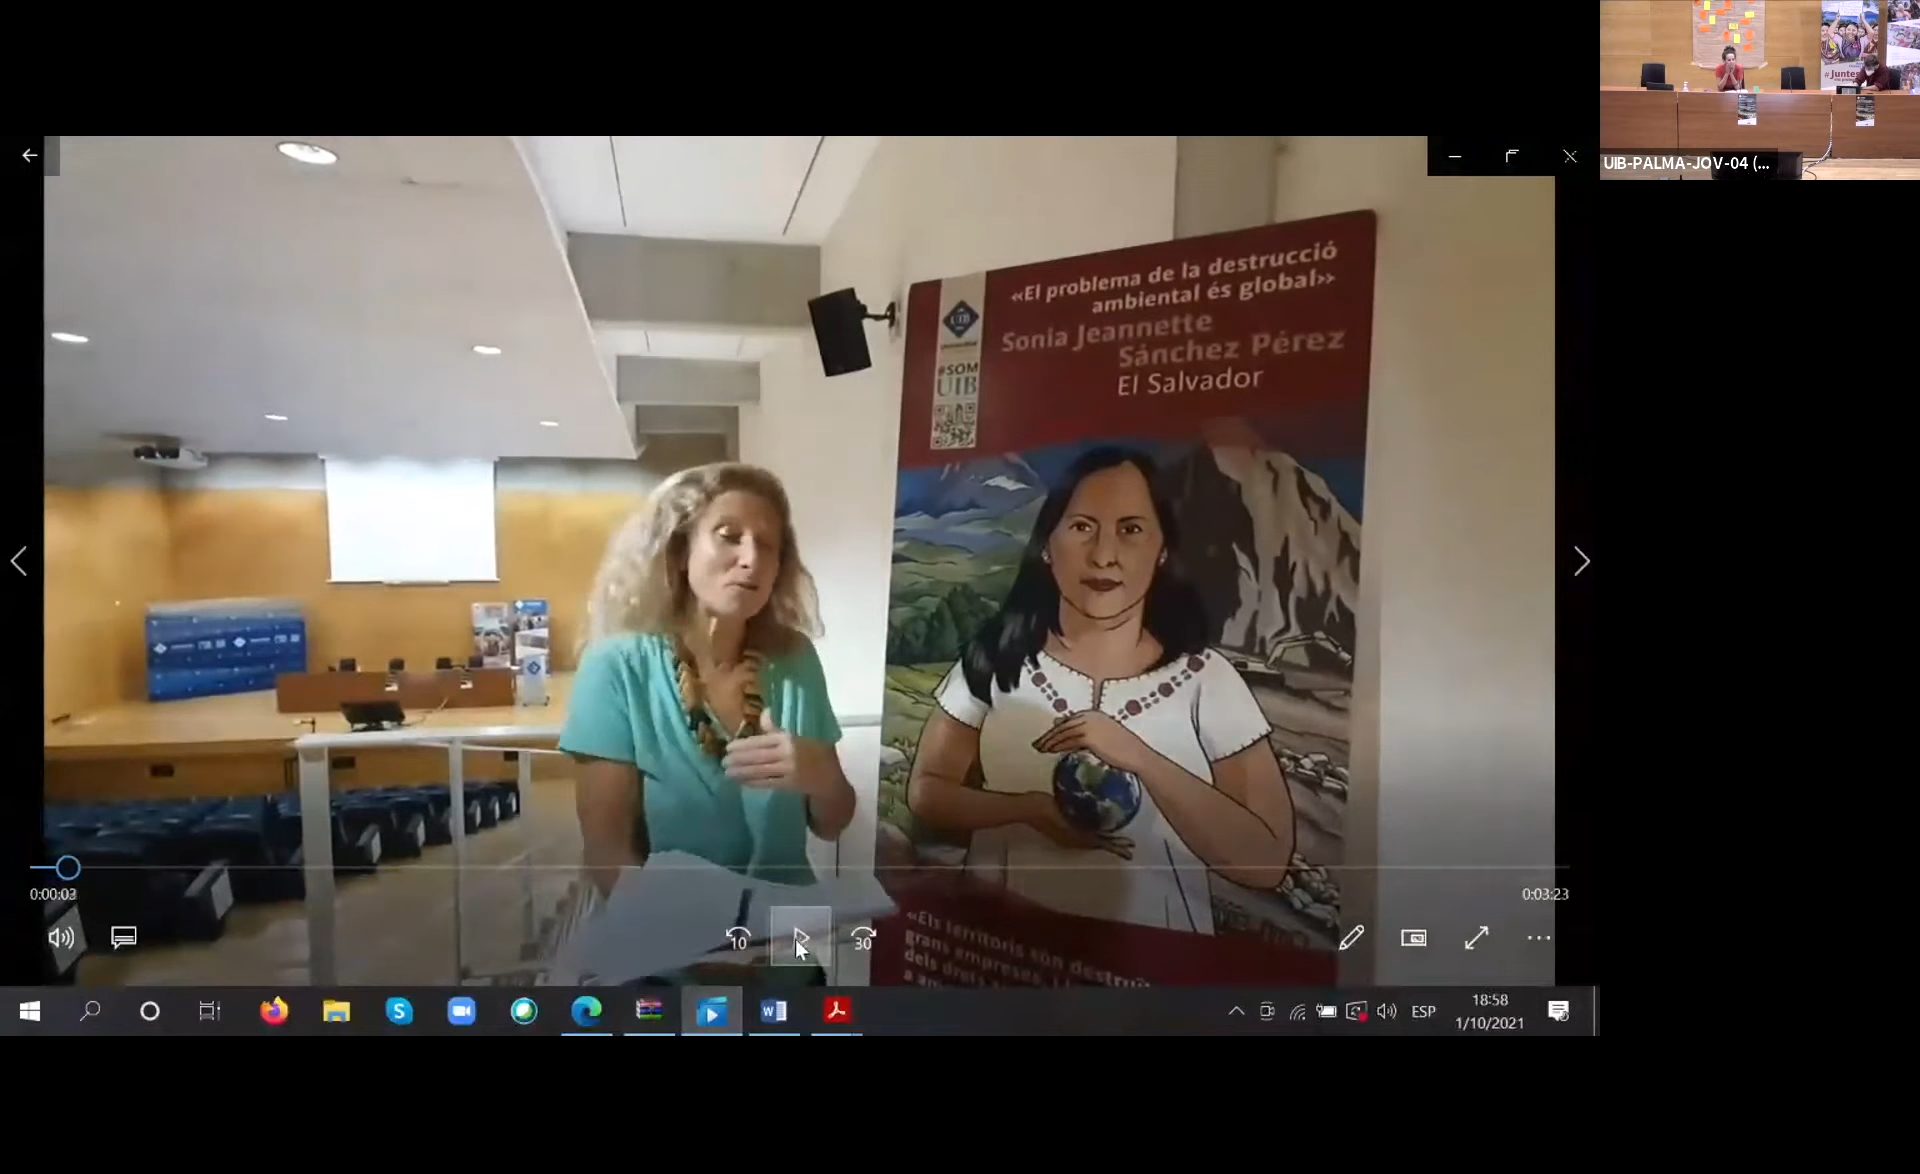 #Juntes
UIB-PALMA-JOV-04 (...
«El problema de la destrucció
ambiental és global»
Sonia Jeannette
Sánchez Pérez
El Salvador
UIB
#SOM
UIB
«Els territoris són destruï
grans empreses,
dels drets
0:00:03
0:03:23
10
30
ESP
18:58
1/10/2021